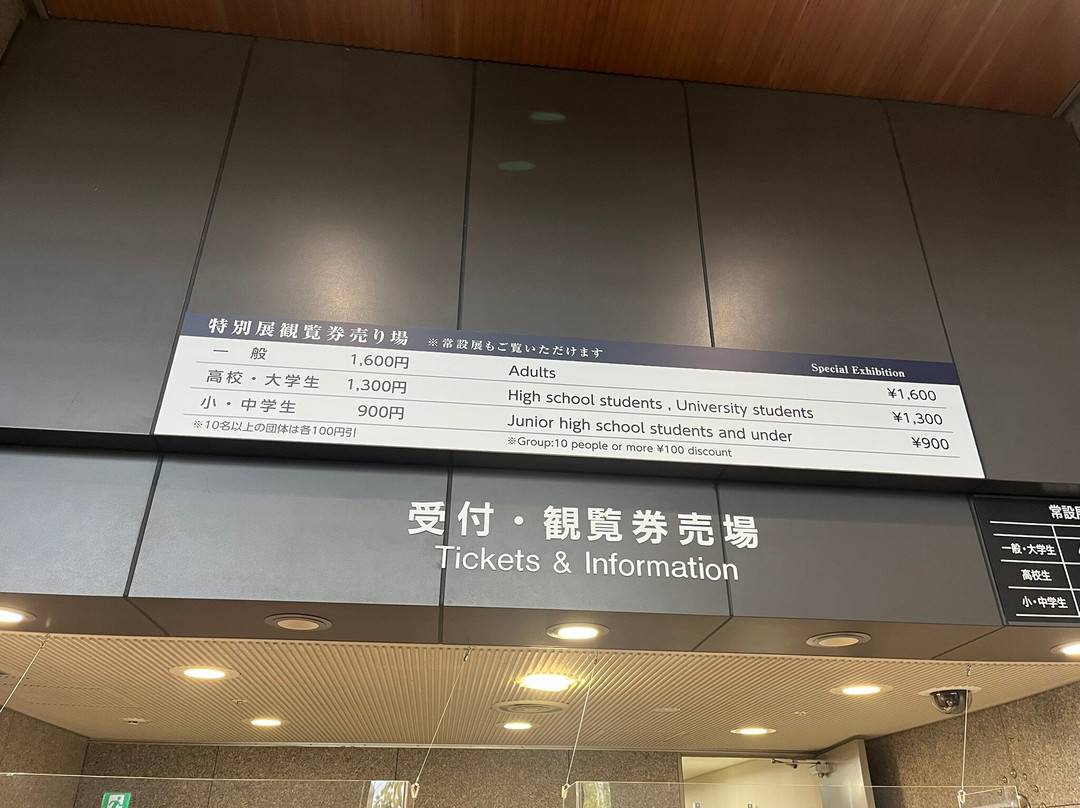 特別展観覧券売り場 ※常設展もご覧いただけます Special Exhibition
一 般 1,600円 Adults ¥1,600
高校・大学生 1,300円 High school students , University students ¥1,300
小・中学生 900円 Junior high school students and under ¥900
※10名以上の団体は各100円引 ※Group:10 people or more ¥100 discount
受付・観覧券売場
Tickets & Information
常設
一般・大学生
高校生
小・中学生